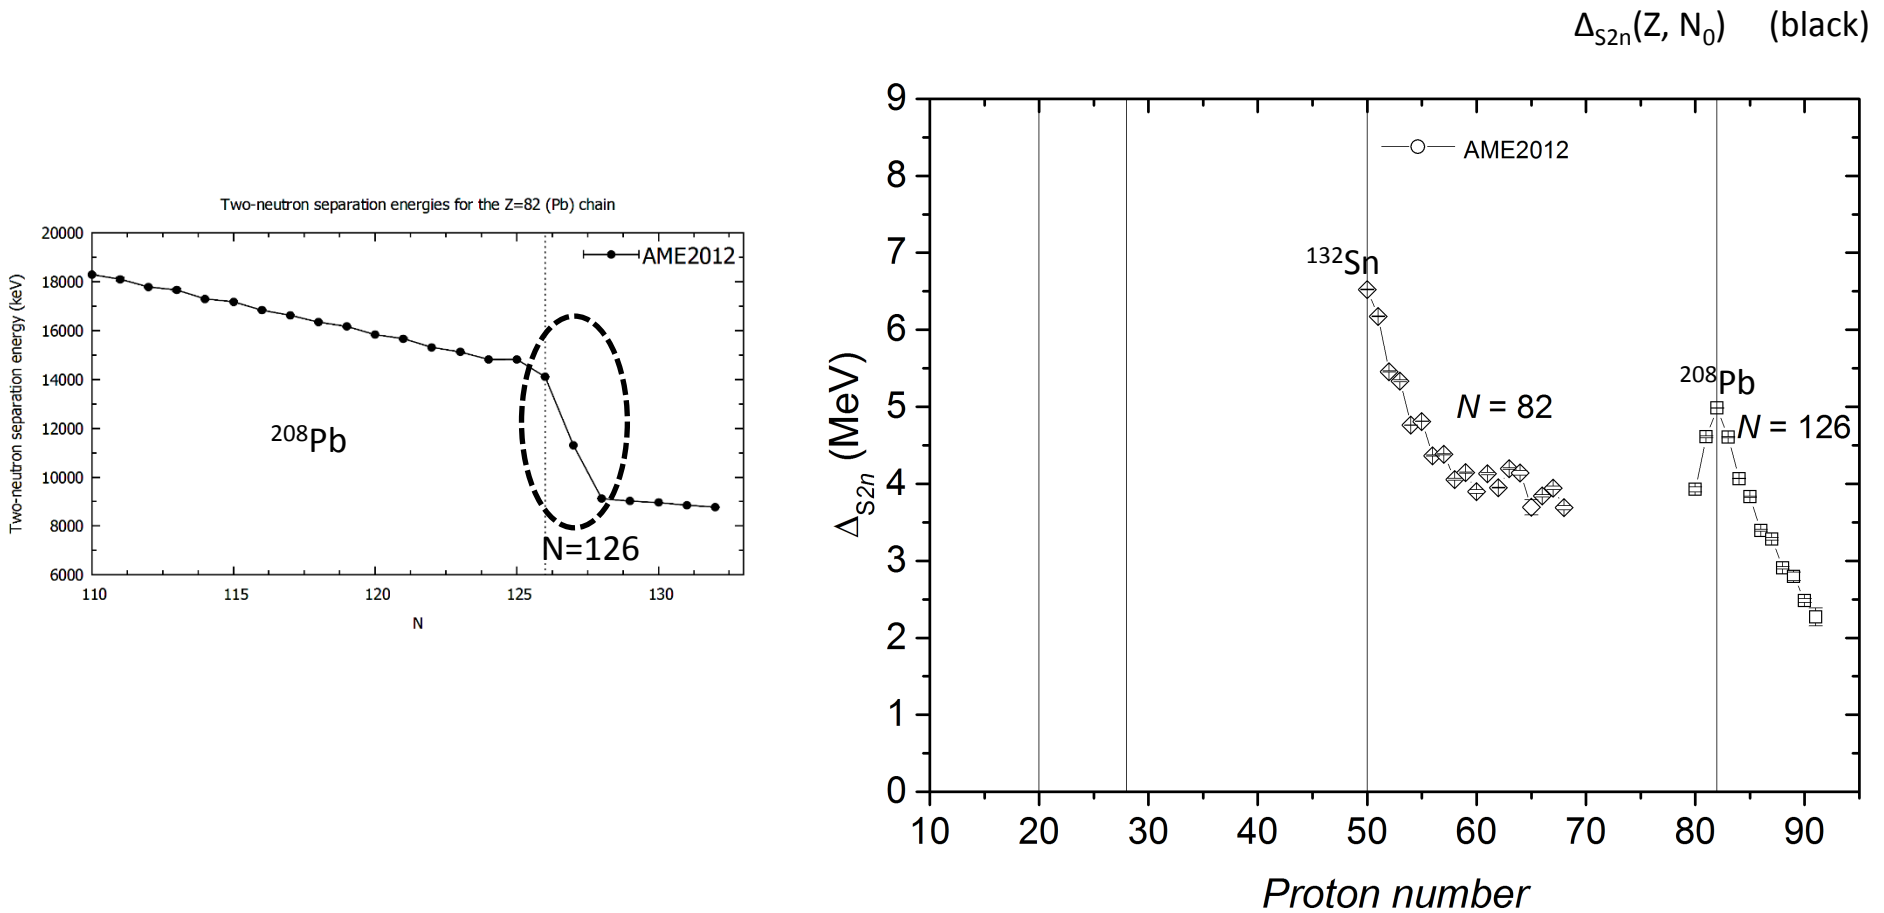 ΔS2n(Z, N0) (black)
Two-neutron separation energies for the Z=82 (Pb) chain
Two-neutron separation energy (keV)
20000
18000
16000
14000
12000
10000
8000
6000
AME2012
208Pb
N=126
110 115 120 125 130
N
ΔS2n (MeV)
9
8
7
6
5
4
3
2
1
0
AME2012
132Sn
N = 82
208Pb
N = 126
10 20 30 40 50 60 70 80 90
Proton number